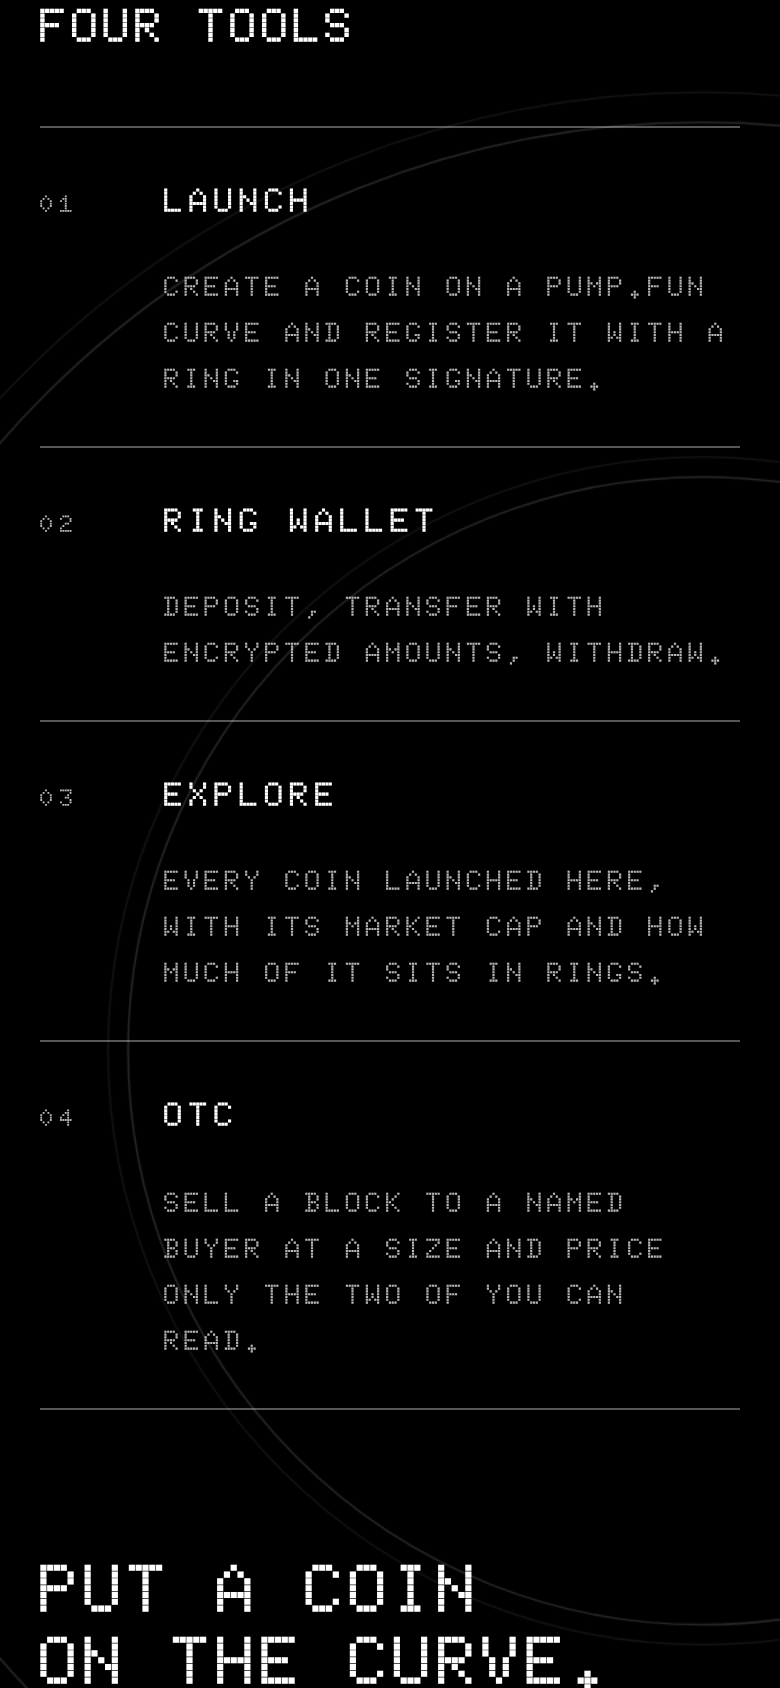 FOUR TOOLS
01 LAUNCH
CREATE A COIN ON A PUMP.FUN
CURVE AND REGISTER IT WITH A
RING IN ONE SIGNATURE.
02 RING WALLET
DEPOSIT, TRANSFER WITH
ENCRYPTED AMOUNTS, WITHDRAW.
03 EXPLORE
EVERY COIN LAUNCHED HERE,
WITH ITS MARKET CAP AND HOW
MUCH OF IT SITS IN RINGS.
04 OTC
SELL A BLOCK TO A NAMED
BUYER AT A SIZE AND PRICE
ONLY THE TWO OF YOU CAN
READ.
PUT A COIN
ON THE CURVE.